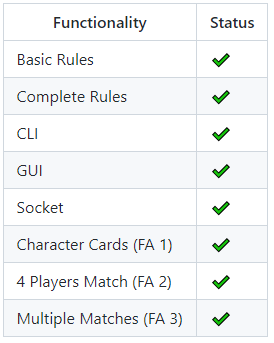 Functionality Status
Basic Rules ✔
Complete Rules ✔
CLI ✔
GUI ✔
Socket ✔
Character Cards (FA 1) ✔
4 Players Match (FA 2) ✔
Multiple Matches (FA 3) ✔